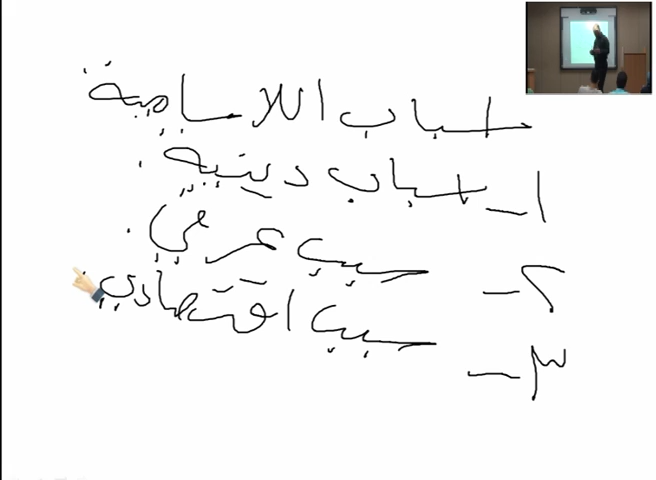 اسباب اللاسامية
١- اسباب دينية.
٢- سبب عرقي.
٣- سبب اقتصادي.